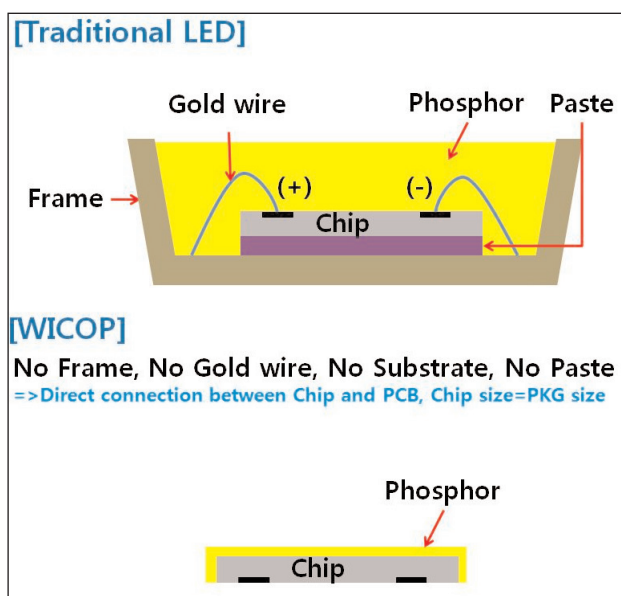 [Traditional LED]
Gold wire
Phosphor
Paste
(+)
(-)
Frame
Chip
[WICOP]
No Frame, No Gold wire, No Substrate, No Paste
=>Direct connection between Chip and PCB, Chip size=PKG size
Phosphor
Chip